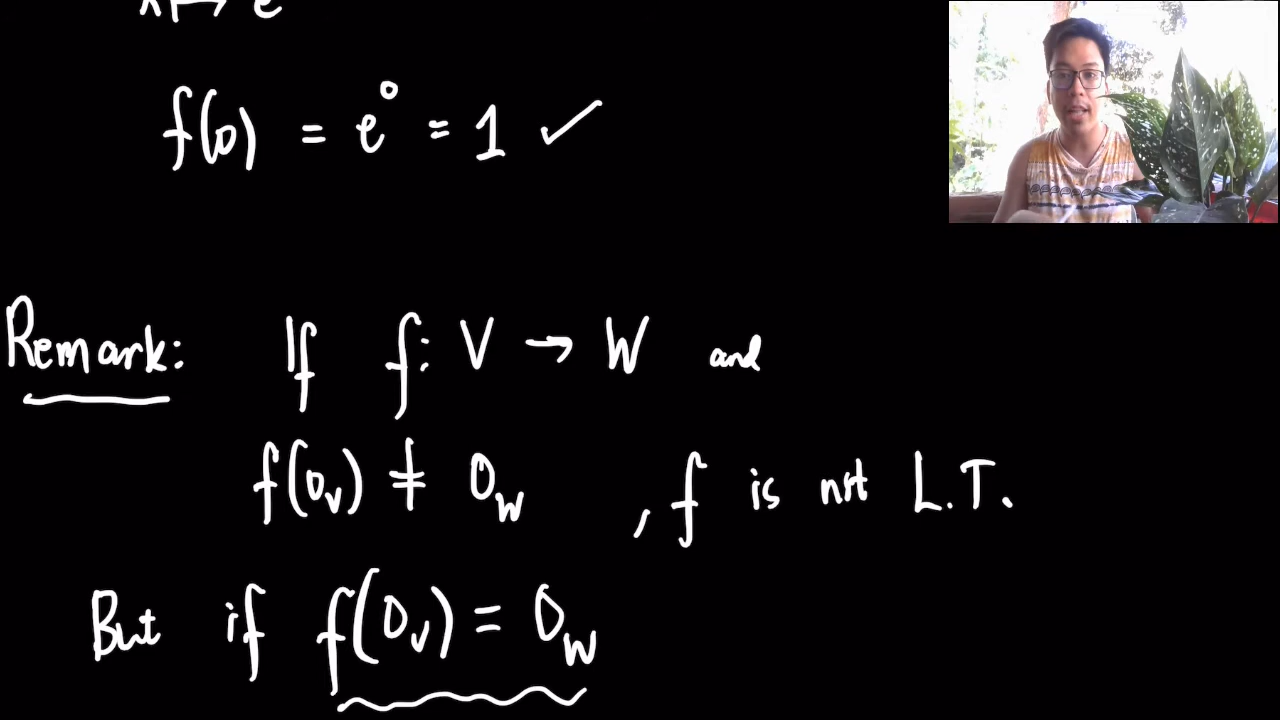 f(0) = e⁰ = 1 ✓
Remark: If f: V → W and
f(0_V) ≠ 0_W , f is not L.T.
But if f(0_V) = 0_W